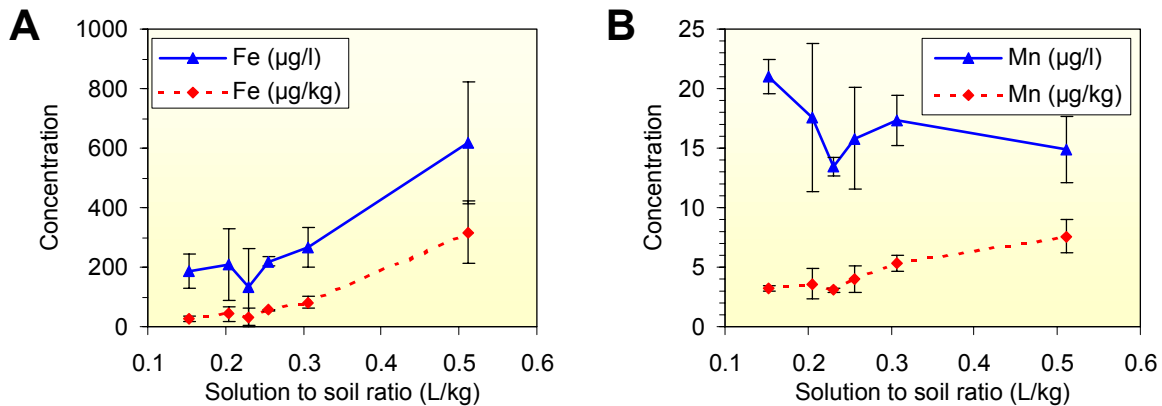 A
1000
800
600
400
200
0
Concentration
Fe (µg/l)
Fe (µg/kg)
0.1 0.2 0.3 0.4 0.5 0.6
Solution to soil ratio (L/kg)
B
25
20
15
10
5
0
Concentration
Mn (µg/l)
Mn (µg/kg)
0.1 0.2 0.3 0.4 0.5 0.6
Solution to soil ratio (L/kg)